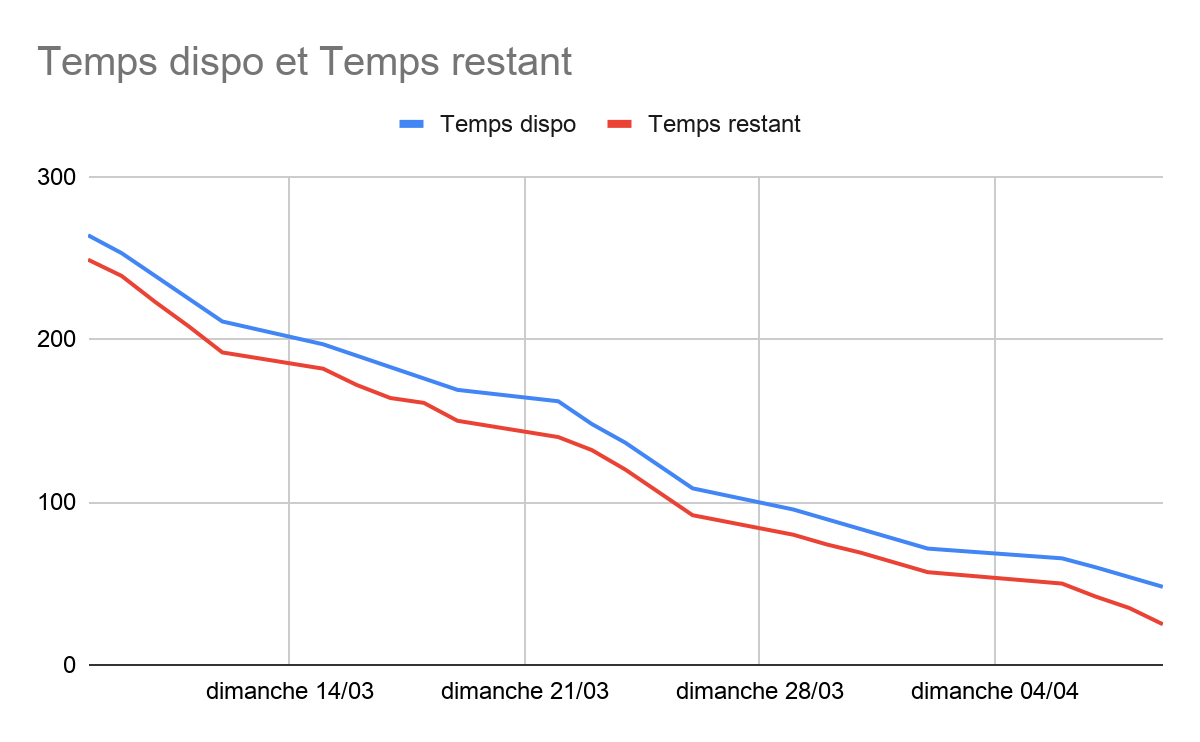 Temps dispo et Temps restant
Temps dispo
Temps restant
300
200
100
0
dimanche 14/03
dimanche 21/03
dimanche 28/03
dimanche 04/04